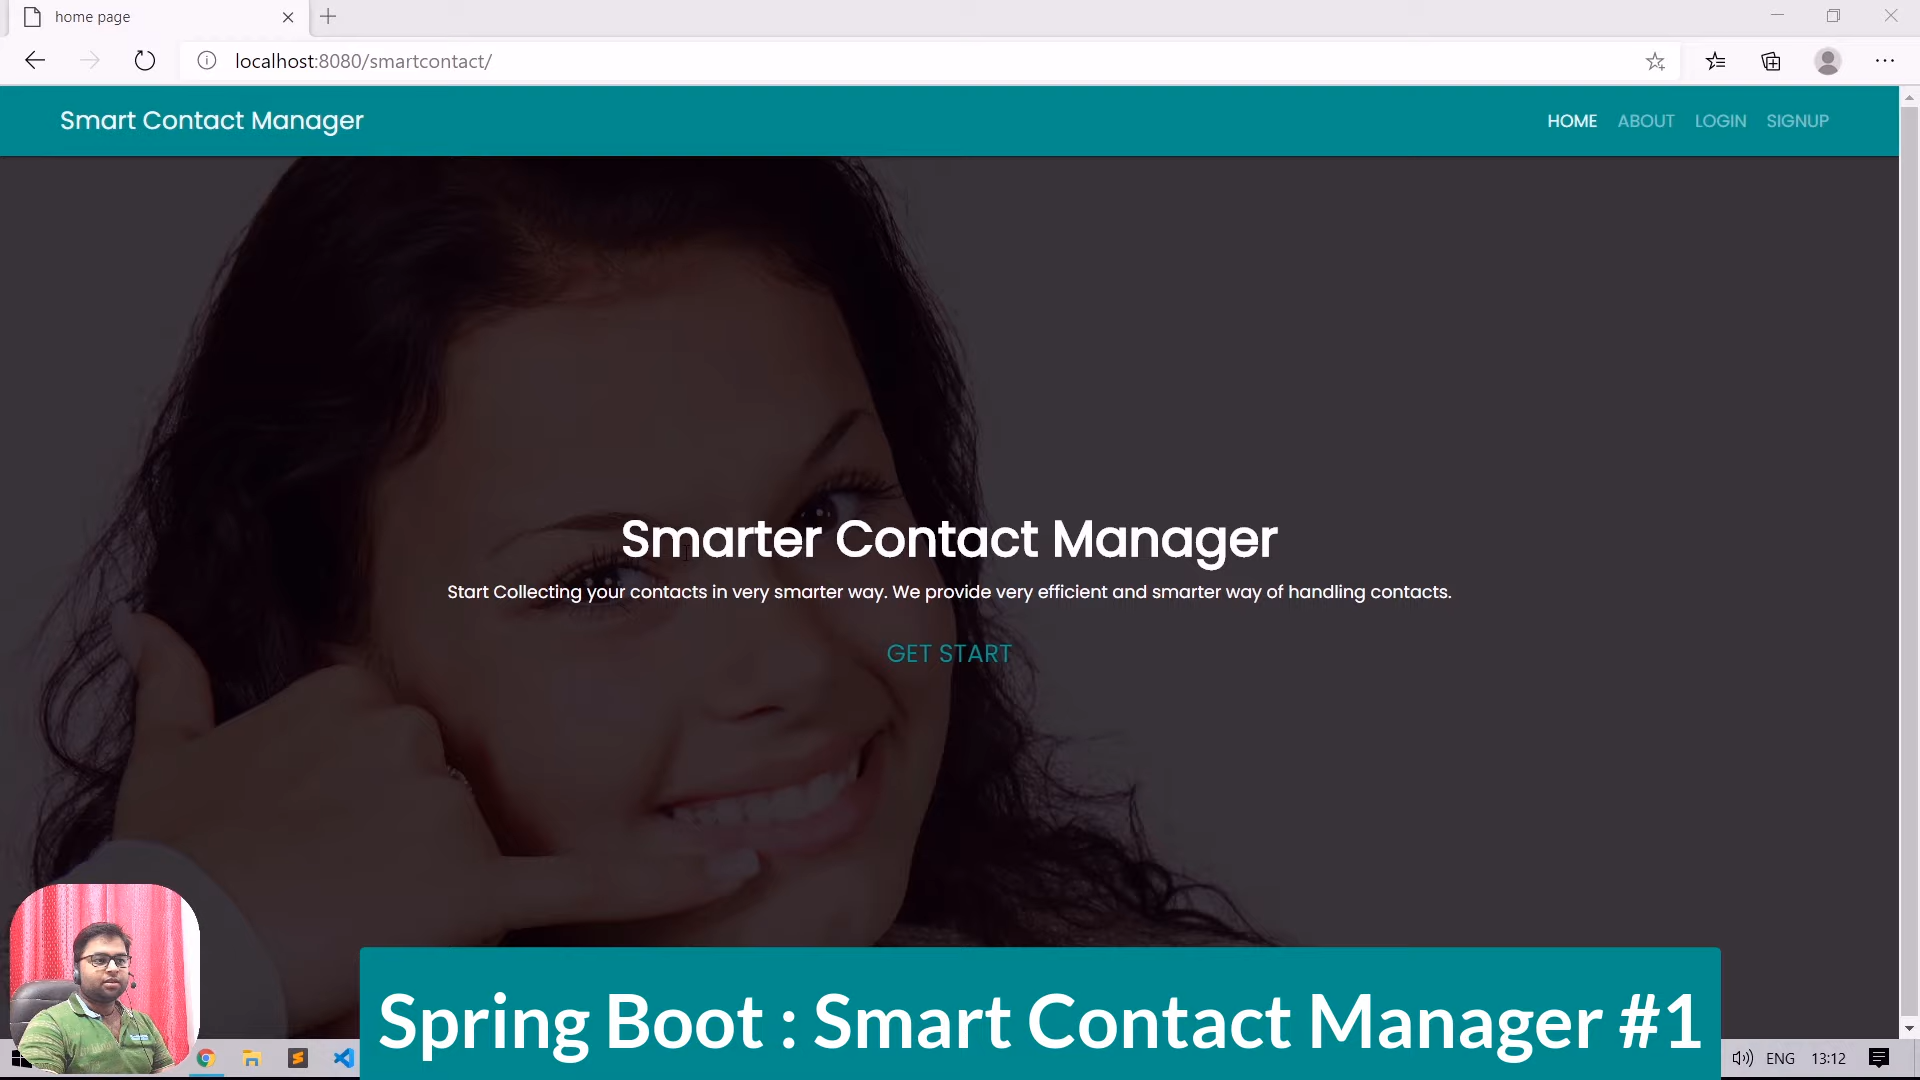 home page
localhost:8080/smartcontact/
Smart Contact Manager
HOME ABOUT LOGIN SIGNUP
Smarter Contact Manager
Start Collecting your contacts in very smarter way. We provide very efficient and smarter way of handling contacts.
GET START
Spring Boot : Smart Contact Manager #1
ENG 13:12